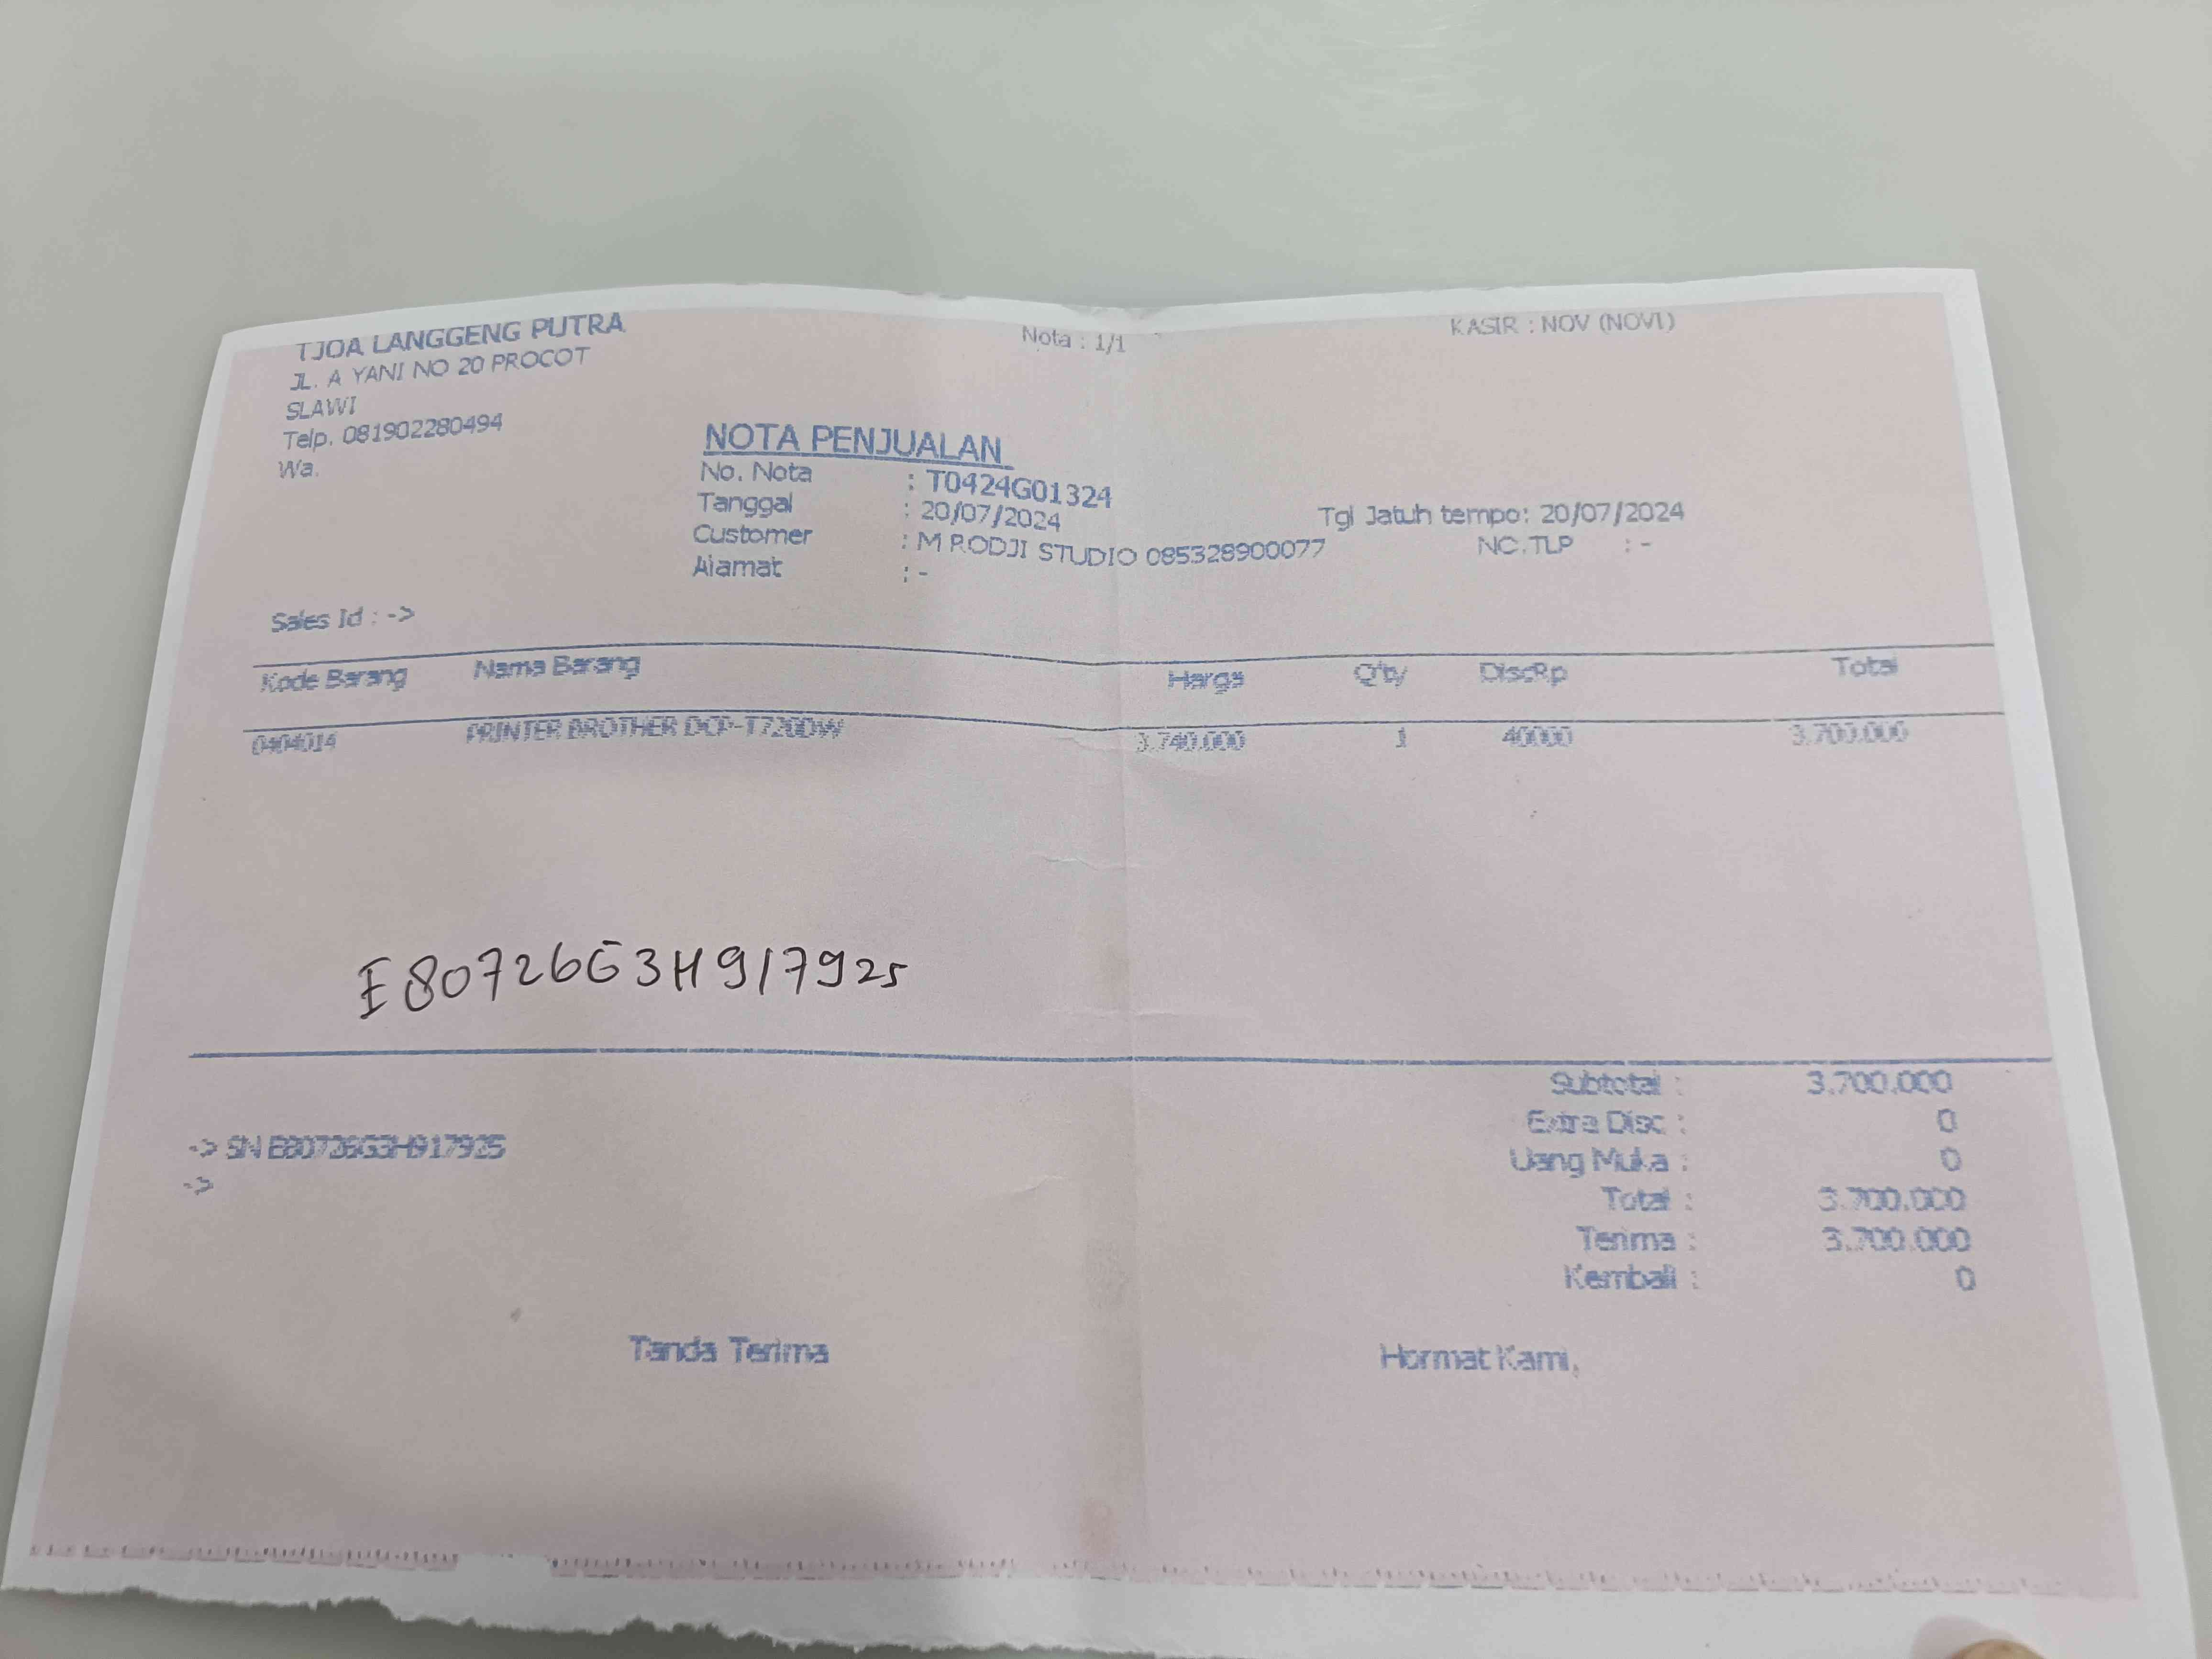 TJOA LANGGENG PUTRA
JL. A YANI NO 20 PROCOT
SLAWI
Telp. 081902280494
Wa.
Nota : 1/1
KASIR : NOV (NOVI)
NOTA PENJUALAN
No. Nota : T0424G01324
Tanggal : 20/07/2024 Tgl Jatuh tempo: 20/07/2024
Customer : M RODJI STUDIO 085328900077 NO.TLP : -
Alamat : -
Sales Id : ->
Kode Barang Nama Barang Harga Q'ty DiscRp Total
0404014 PRINTER BROTHER DCP-T720DW 3.740.000 1 40000 3.700.000
E80726G3H917925
Subtotal : 3.700.000
Extra Disc : 0
-> SN E80726G3H917925
Uang Muka : 0
->
Total : 3.700.000
Terima : 3.700.000
Kembali : 0
Tanda Terima Hormat Kami,